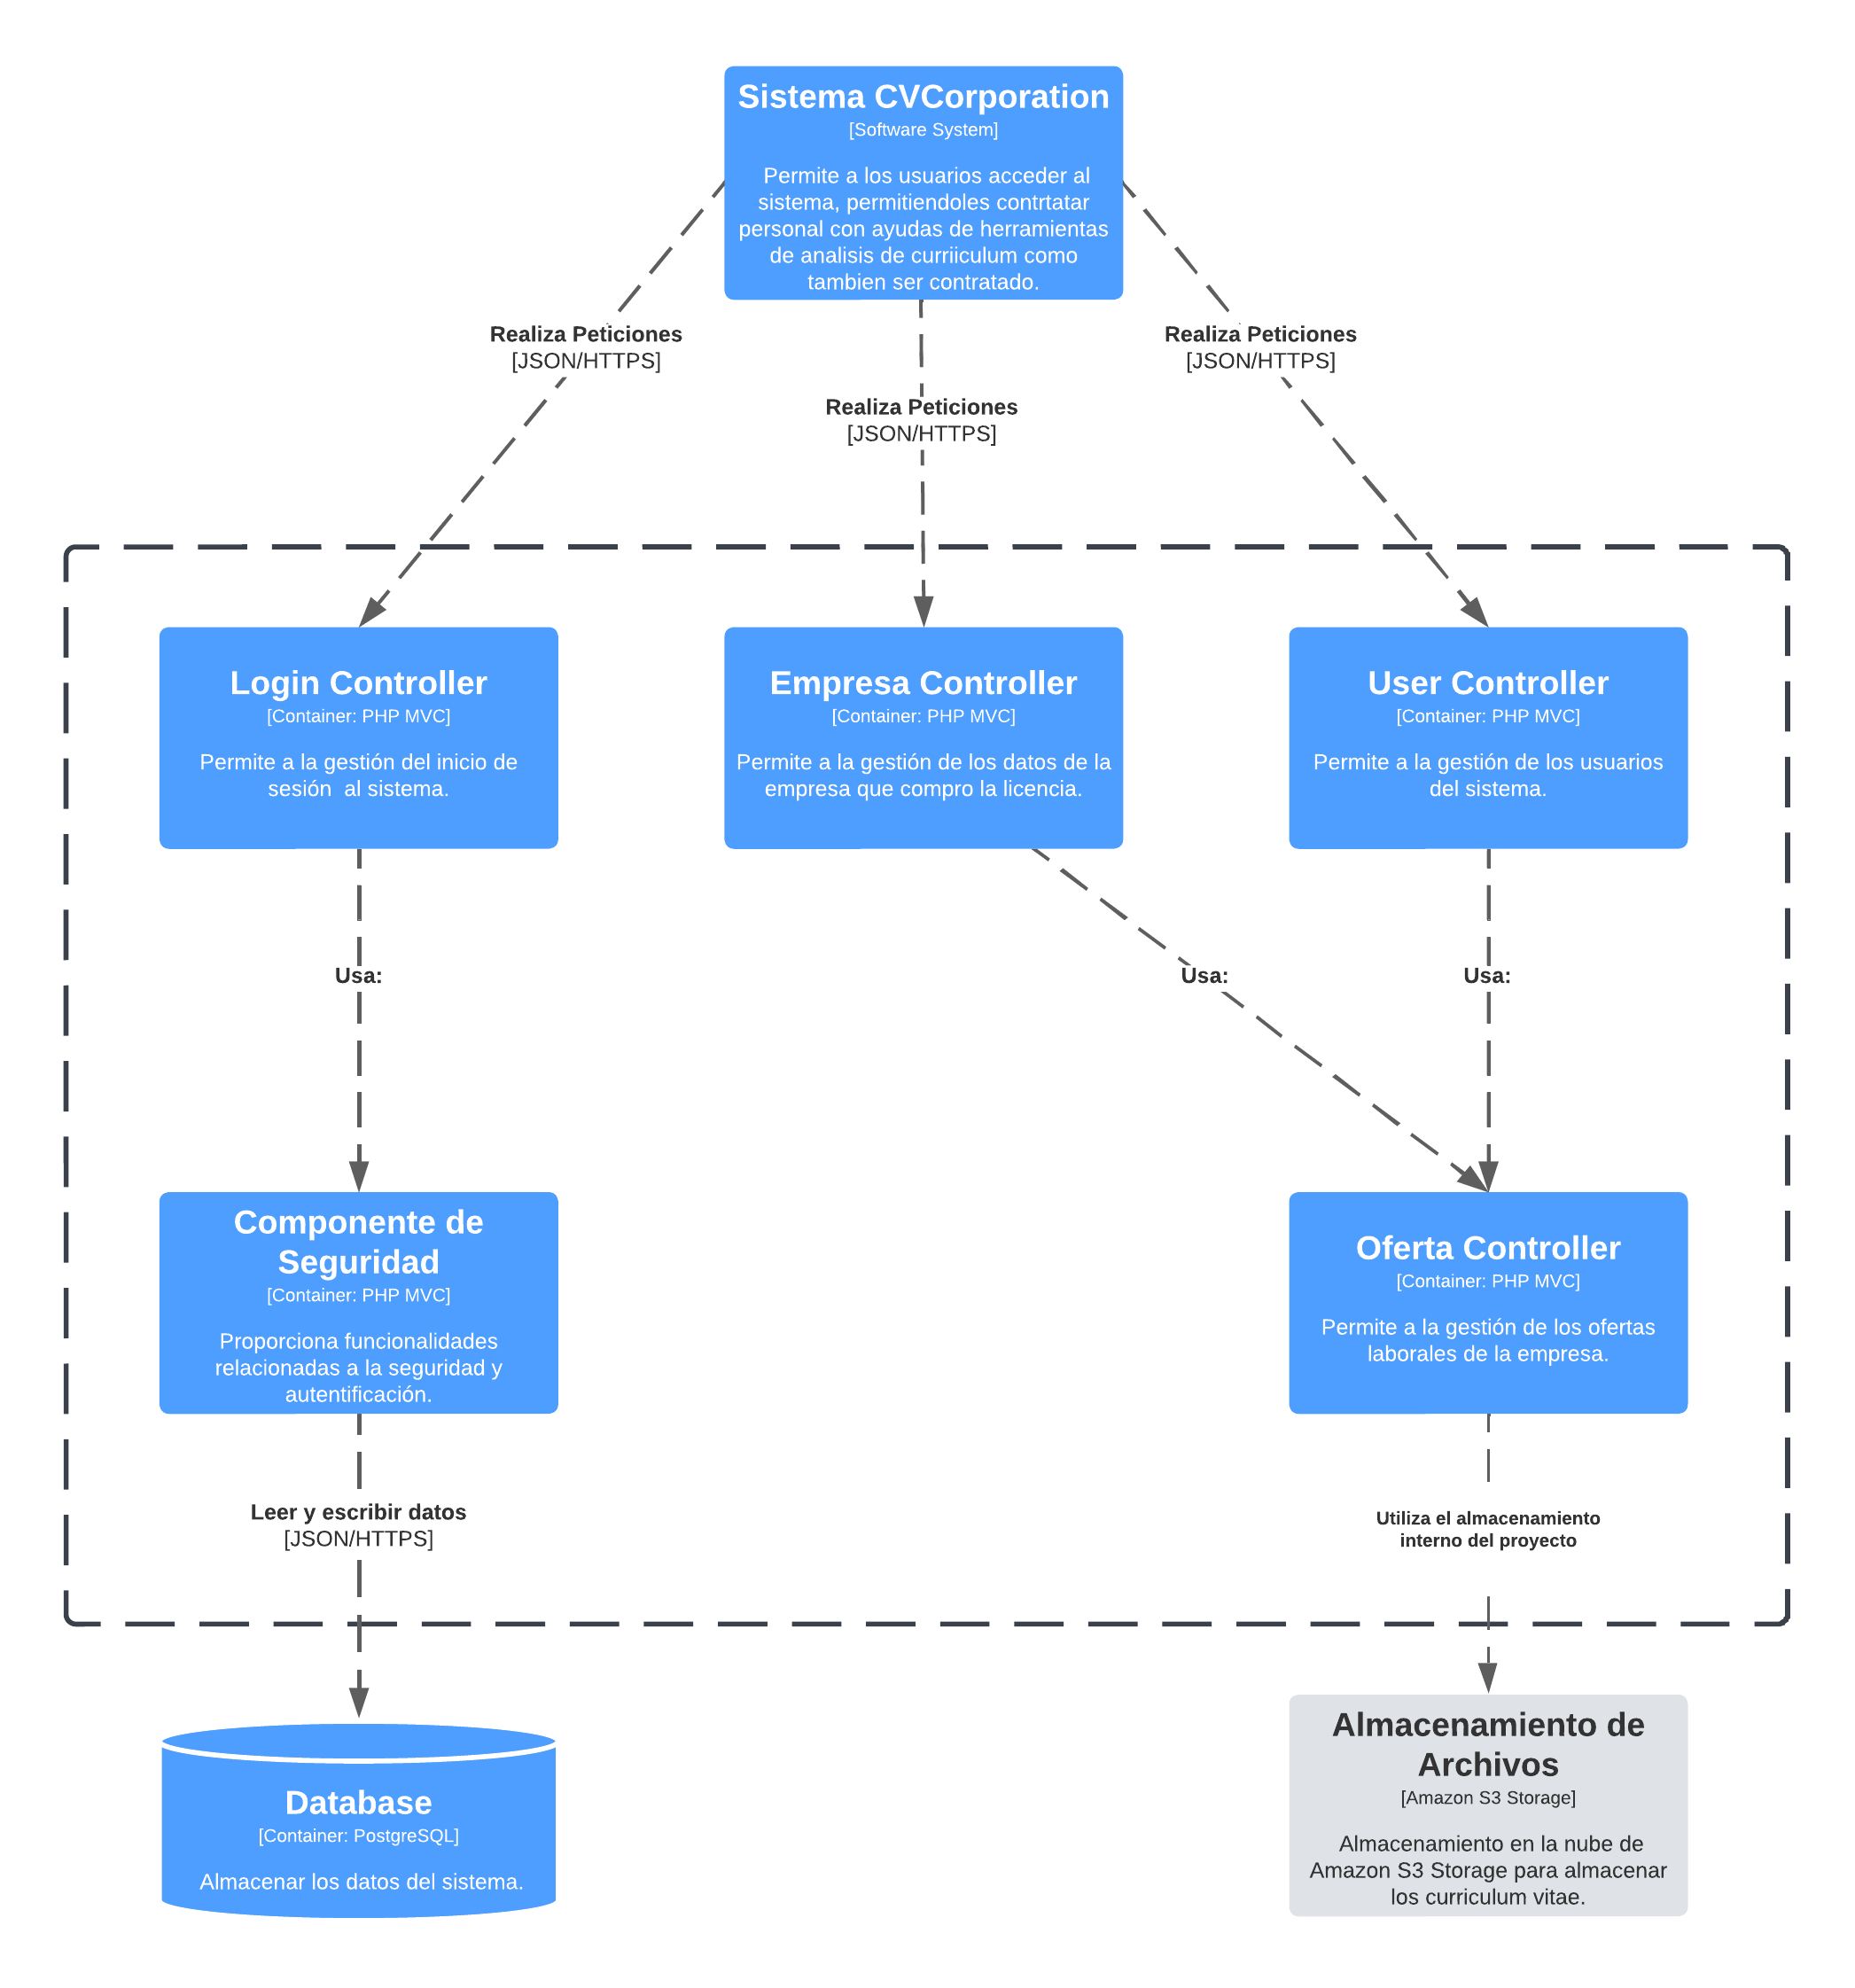 Sistema CVCorporation
[Software System]
Permite a los usuarios acceder al
sistema, permitiendoles contrtatar
personal con ayudas de herramientas
de analisis de curriiculum como
tambien ser contratado.
Realiza Peticiones
[JSON/HTTPS]
Realiza Peticiones
[JSON/HTTPS]
Realiza Peticiones
[JSON/HTTPS]
Login Controller
[Container: PHP MVC]
Permite a la gestión del inicio de
sesión  al sistema.
Empresa Controller
[Container: PHP MVC]
Permite a la gestión de los datos de la
empresa que compro la licencia.
User Controller
[Container: PHP MVC]
Permite a la gestión de los usuarios
del sistema.
Usa:
Usa:
Usa:
Componente de
Seguridad
[Container: PHP MVC]
Proporciona funcionalidades
relacionadas a la seguridad y
autentificación.
Oferta Controller
[Container: PHP MVC]
Permite a la gestión de los ofertas
laborales de la empresa.
Leer y escribir datos
[JSON/HTTPS]
Utiliza el almacenamiento
interno del proyecto
Database
[Container: PostgreSQL]
Almacenar los datos del sistema.
Almacenamiento de
Archivos
[Amazon S3 Storage]
Almacenamiento en la nube de
Amazon S3 Storage para almacenar
los curriculum vitae.